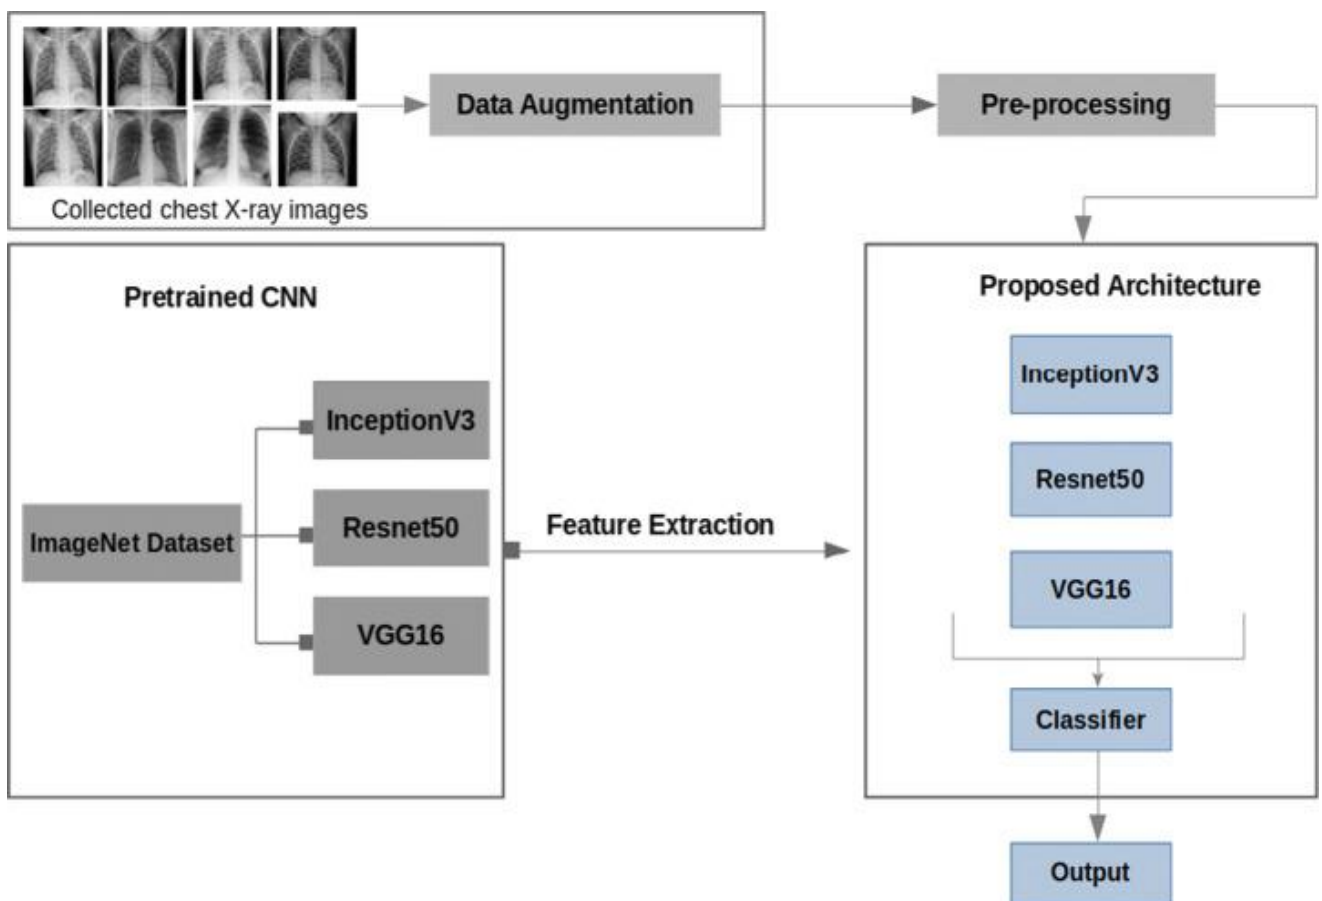 Data Augmentation
Pre-processing
Collected chest X-ray images
Pretrained CNN
InceptionV3
ImageNet Dataset
Resnet50
VGG16
Feature Extraction
Proposed Architecture
InceptionV3
Resnet50
VGG16
Classifier
Output